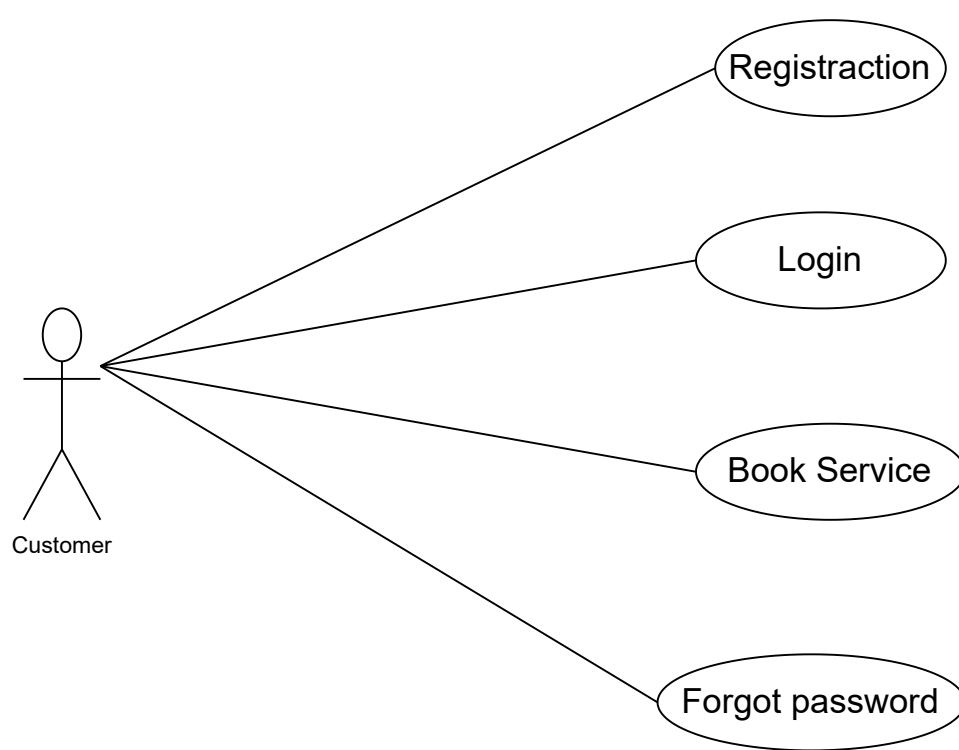 Registraction
Login
Book Service
Customer
Forgot password